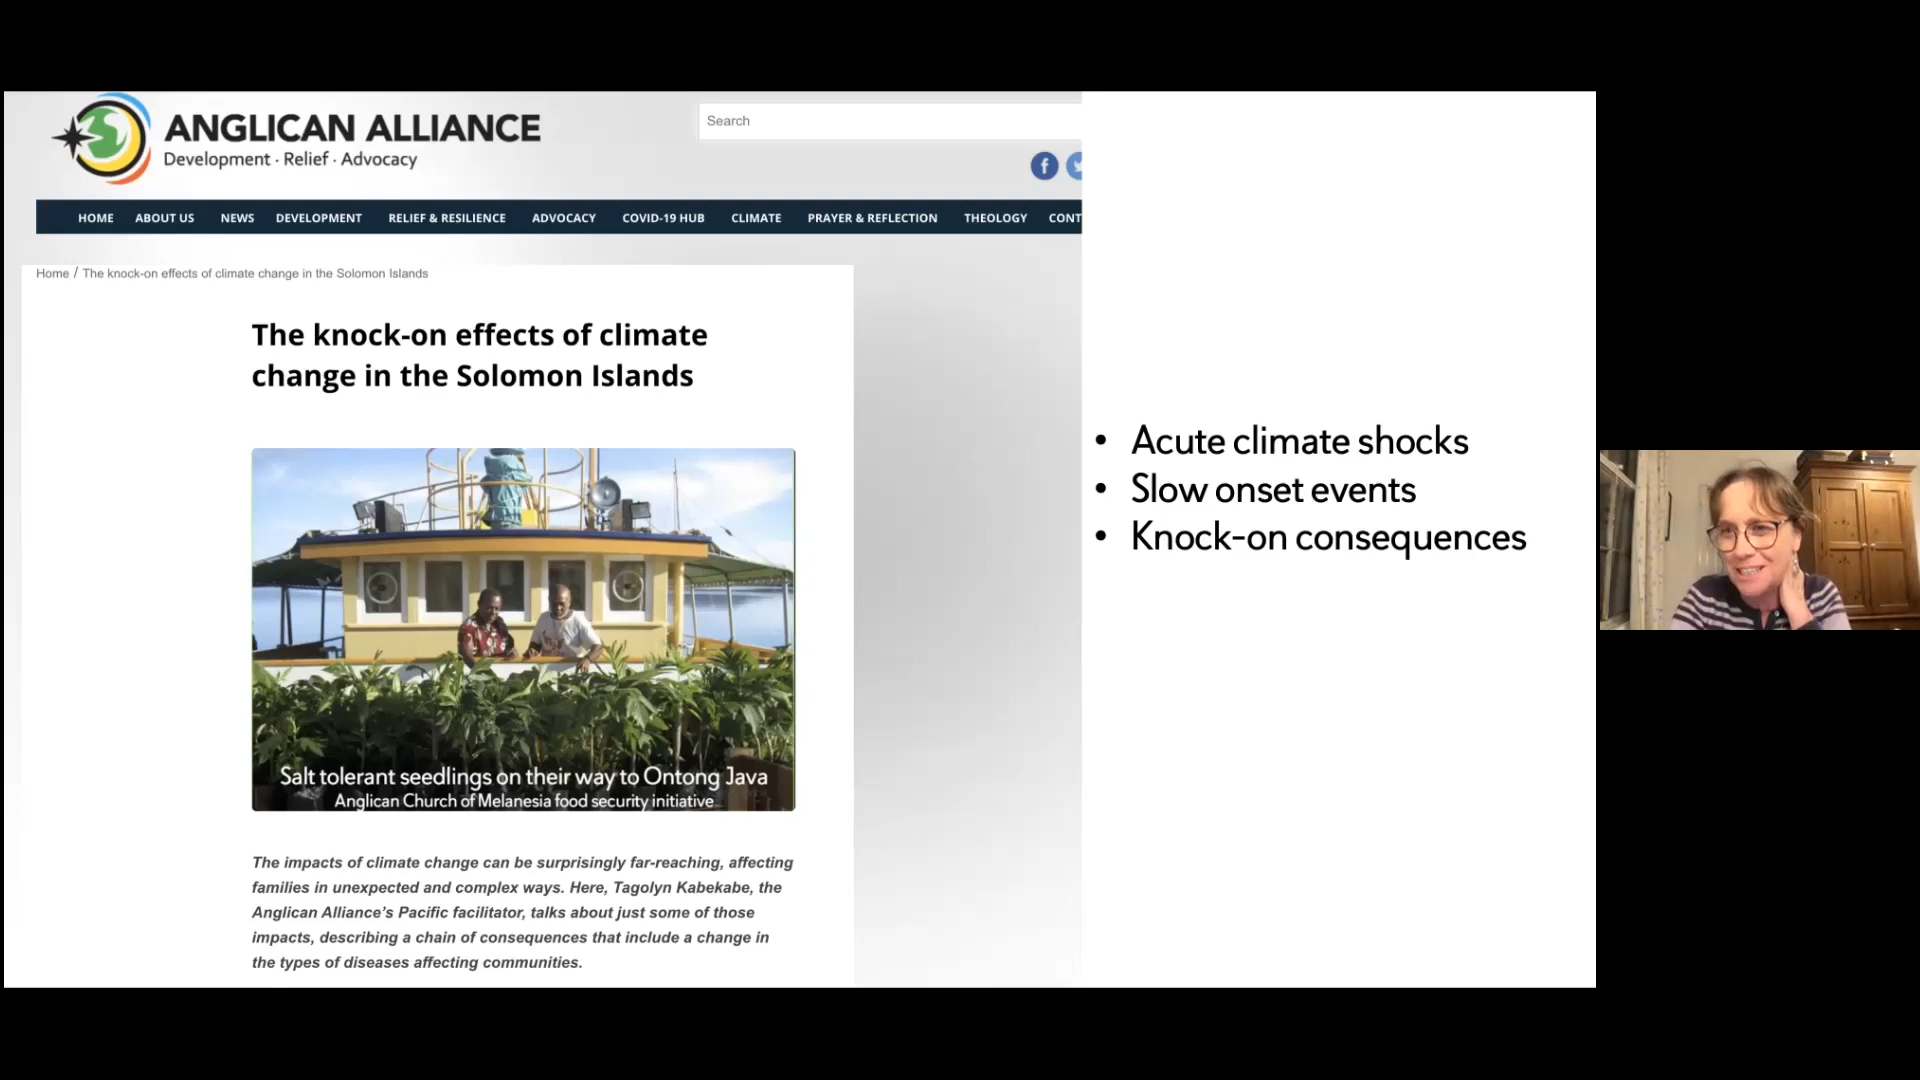 ANGLICAN ALLIANCE
Development · Relief · Advocacy
Search
HOME ABOUT US NEWS DEVELOPMENT RELIEF & RESILIENCE ADVOCACY COVID-19 HUB CLIMATE PRAYER & REFLECTION THEOLOGY CONT
Home / The knock-on effects of climate change in the Solomon Islands
The knock-on effects of climate
change in the Solomon Islands
Salt tolerant seedlings on their way to Ontong Java
Anglican Church of Melanesia food security initiative
The impacts of climate change can be surprisingly far-reaching, affecting
families in unexpected and complex ways. Here, Tagolyn Kabekabe, the
Anglican Alliance’s Pacific facilitator, talks about just some of those
impacts, describing a chain of consequences that include a change in
the types of diseases affecting communities.
• Acute climate shocks
• Slow onset events
• Knock-on consequences